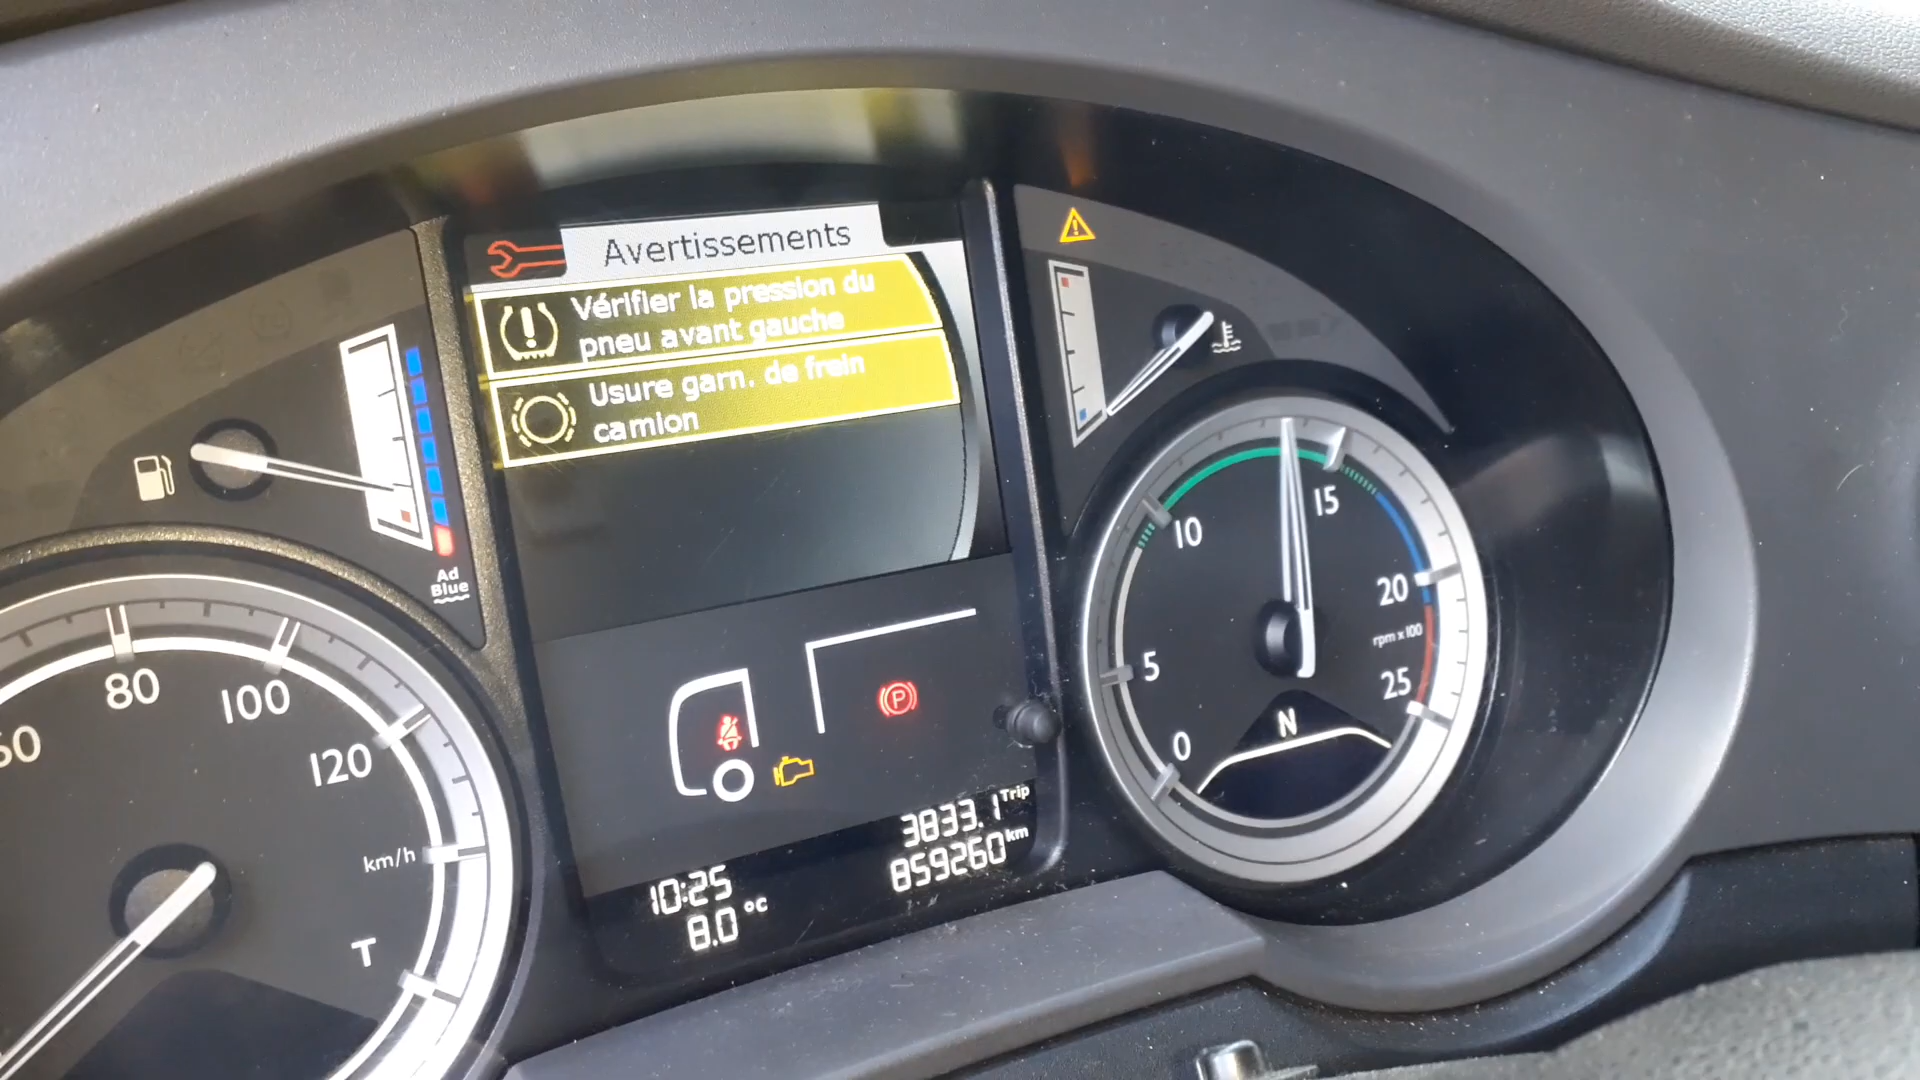 Avertissements
Vérifier la pression du
pneu avant gauche
Usure garn. de frein
camion
Ad
Blue
80
100
120
km/h
T
10
15
5
20
rpm x 100
25
0
N
P
3833.1 Trip
859260 km
10:25
8.0 °C